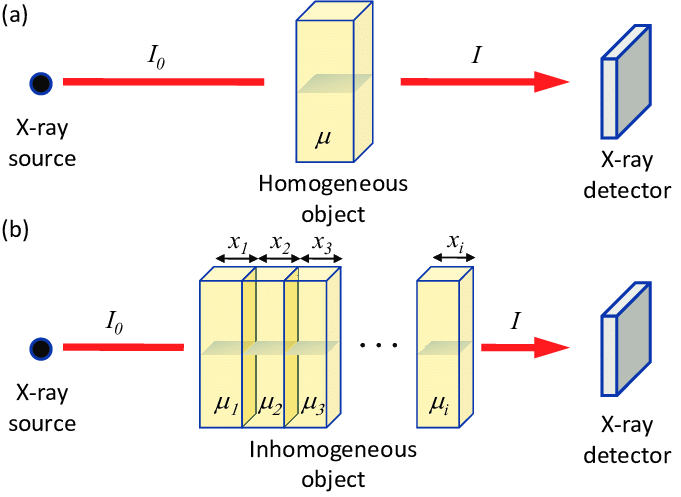 (a)
I₀
I
X-ray
source
μ
Homogeneous
object
X-ray
detector
(b)
x₁ x₂ x₃ xᵢ
I₀
I
X-ray
source
μ₁ μ₂ μ₃ ... μᵢ
Inhomogeneous
object
X-ray
detector